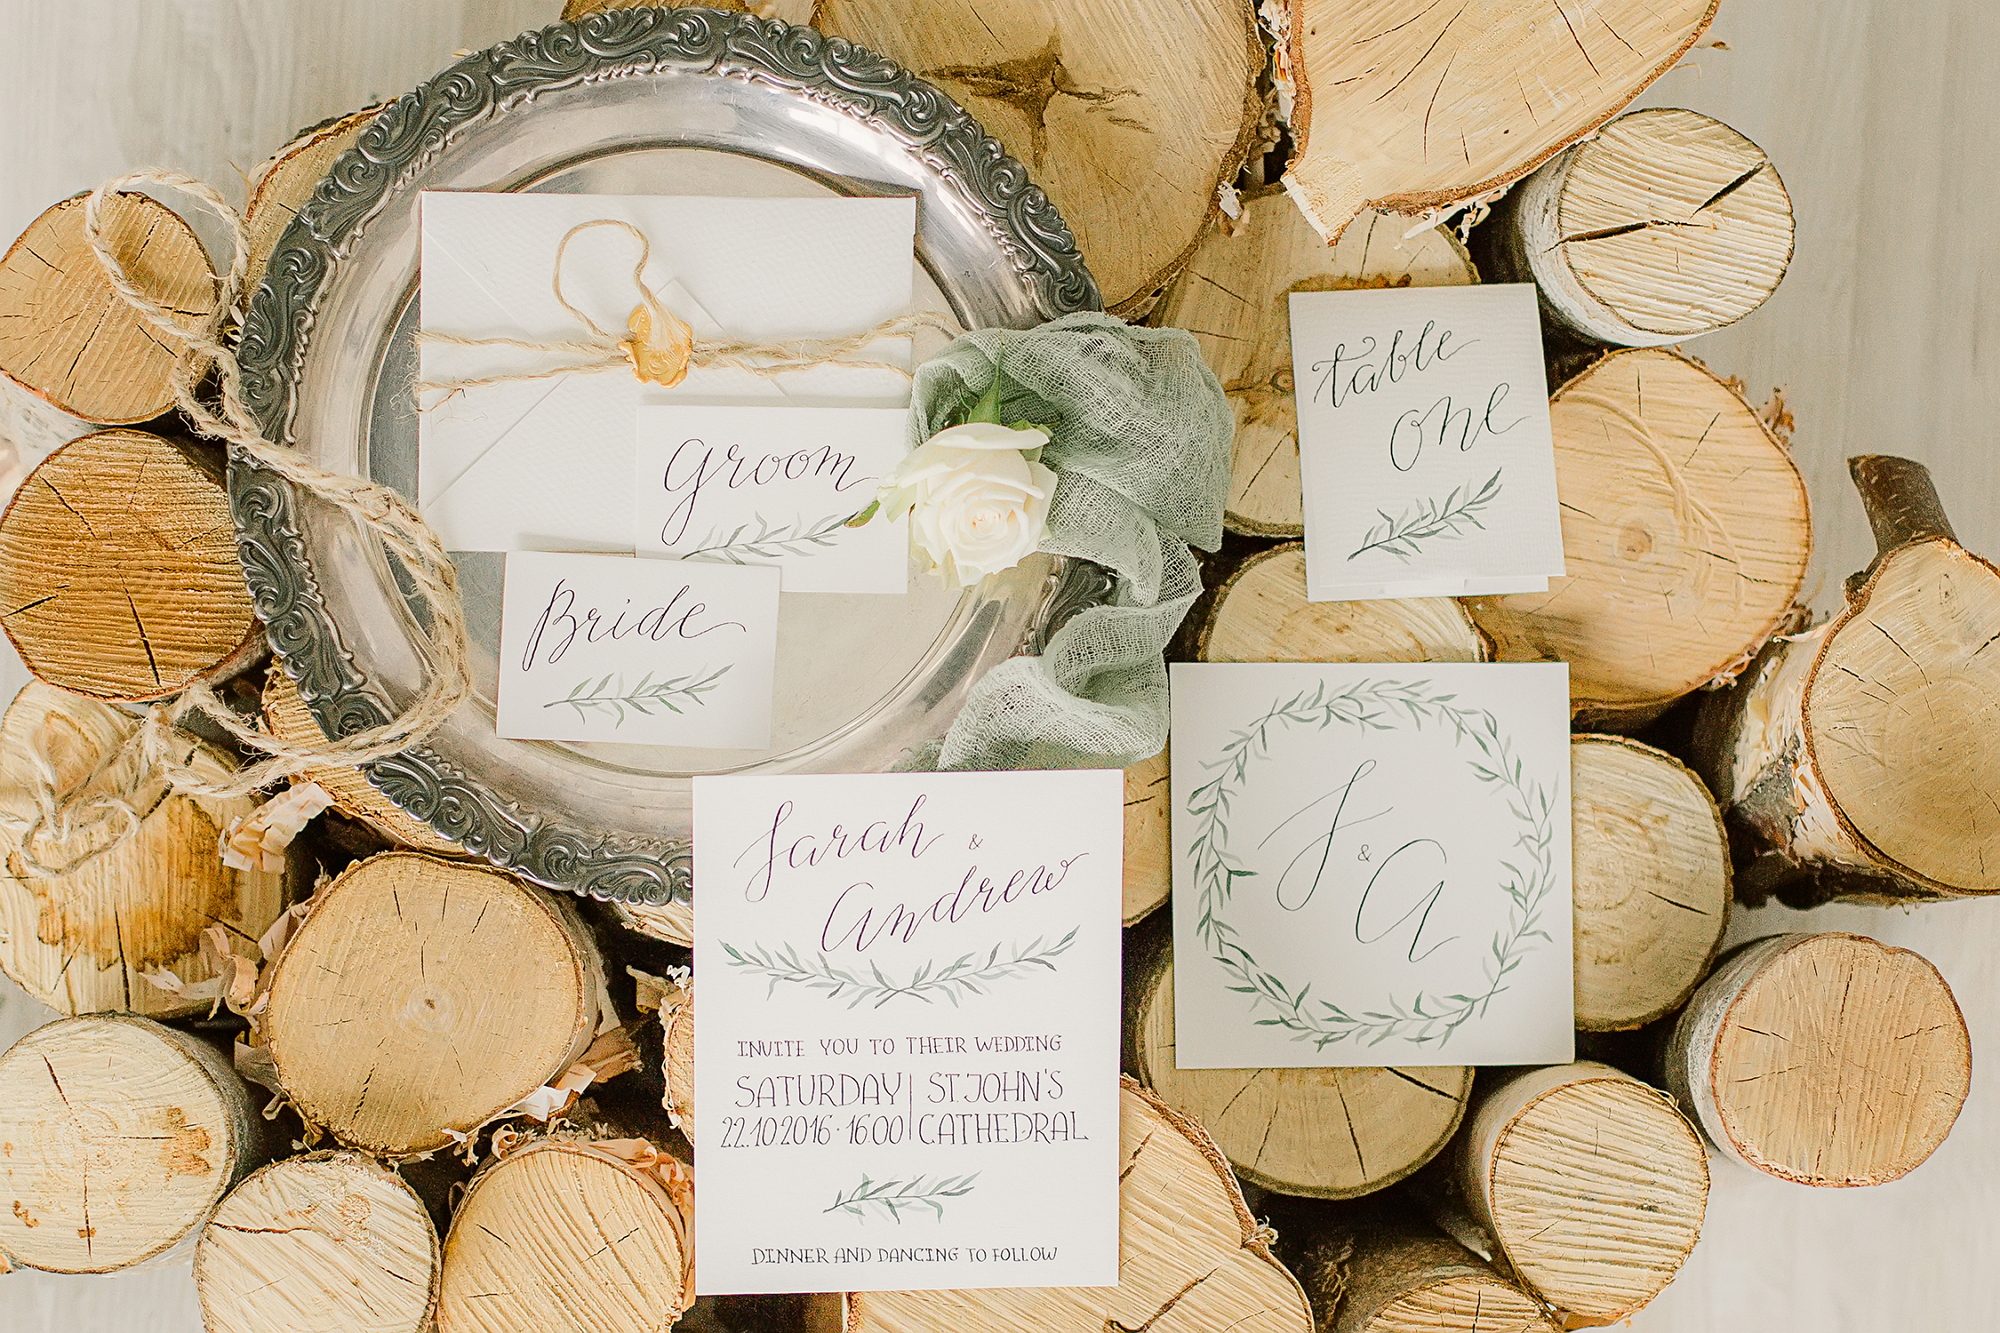 Groom
Bride
Table
one
Sarah &
Andrew
INVITE YOU TO THEIR WEDDING
SATURDAY | ST. JOHN'S
22.10.2016 · 16:00 | CATHEDRAL
DINNER AND DANCING TO FOLLOW
S
&
A